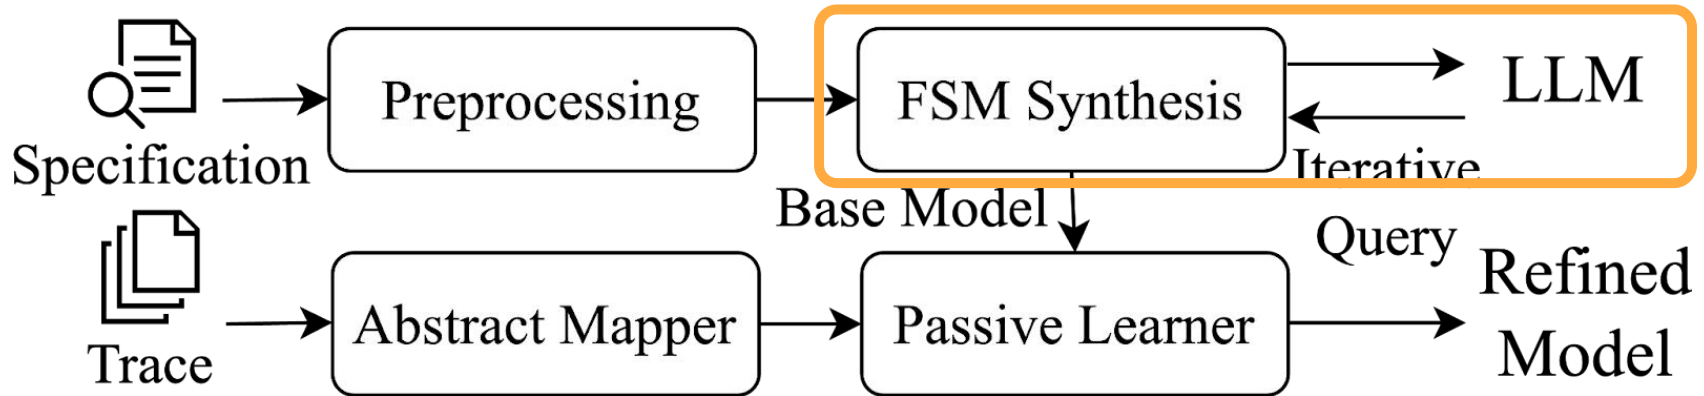 Specification
Preprocessing
FSM Synthesis
LLM
Iterative
Query
Base Model
Trace
Abstract Mapper
Passive Learner
Refined
Model